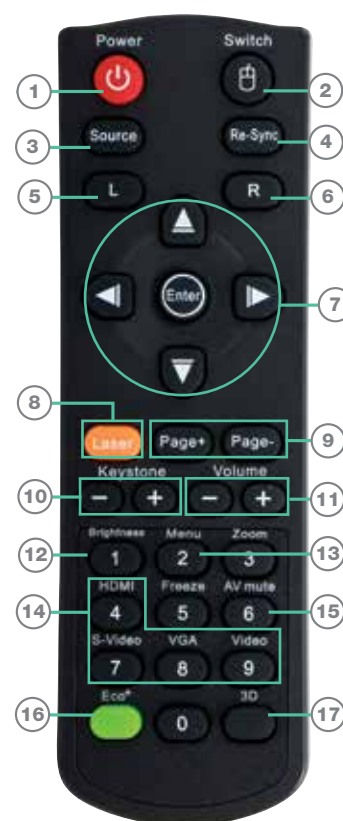 Power Switch
1 2
3 Source Re-Sync 4
5 L R 6
Enter 7
8
Laser Page+ Page- 9
Keystone Volume
10 − + − + 11
Brightness Menu Zoom
12 1 2 3 13
HDMI Freeze AV mute
14 4 5 6 15
S-Video VGA Video
7 8 9
Eco+ 3D
16 0 17